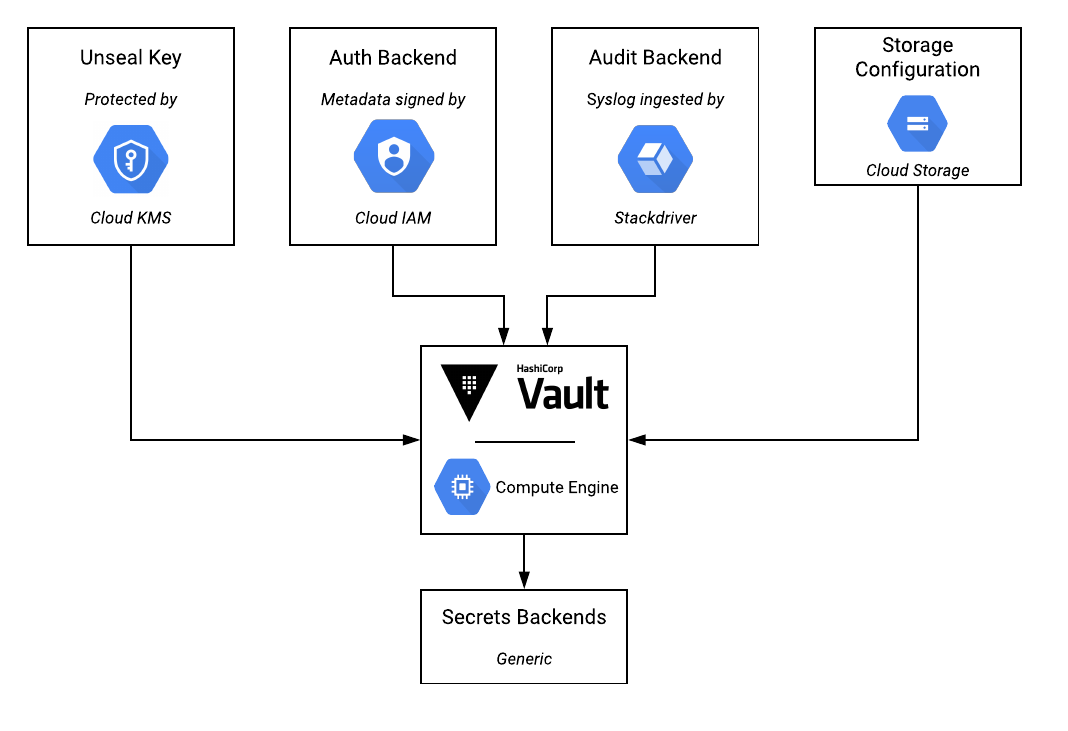 Unseal Key
Protected by
Cloud KMS
Auth Backend
Metadata signed by
Cloud IAM
Audit Backend
Syslog ingested by
Stackdriver
Storage
Configuration
Cloud Storage
HashiCorp
Vault
Compute Engine
Secrets Backends
Generic